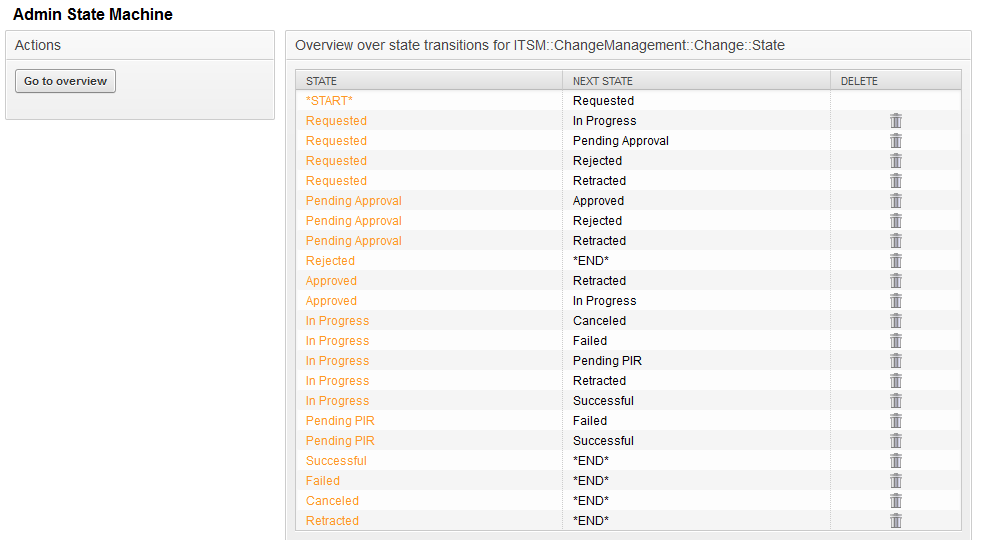 Admin State Machine
Actions
Go to overview
Overview over state transitions for ITSM::ChangeManagement::Change::State
STATE NEXT STATE DELETE
*START* Requested
Requested In Progress
Requested Pending Approval
Requested Rejected
Requested Retracted
Pending Approval Approved
Pending Approval Rejected
Pending Approval Retracted
Rejected *END*
Approved Retracted
Approved In Progress
In Progress Canceled
In Progress Failed
In Progress Pending PIR
In Progress Retracted
In Progress Successful
Pending PIR Failed
Pending PIR Successful
Successful *END*
Failed *END*
Canceled *END*
Retracted *END*